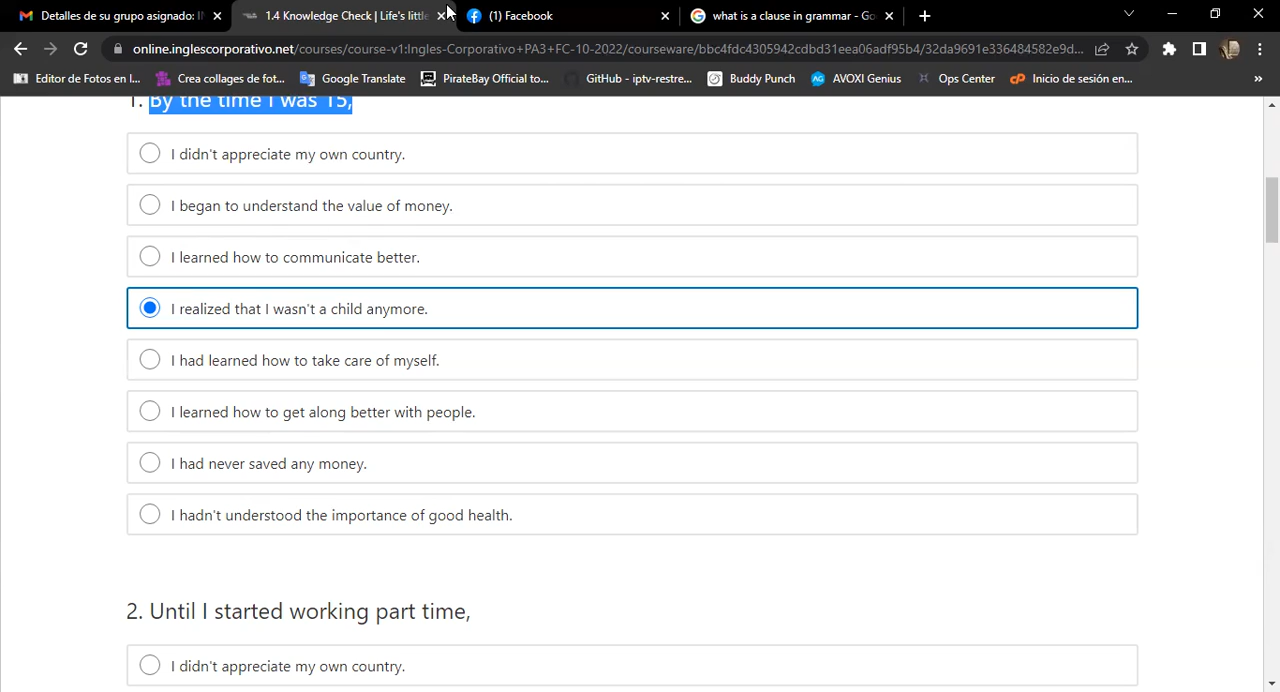 Detalles de su grupo asignado: I
1.4 Knowledge Check | Life's little
(1) Facebook
what is a clause in grammar - Go
online.inglescorporativo.net/courses/course-v1:Ingles-Corporativo+PA3+FC-10-2022/courseware/bbc4fdc4305942cdbd31eea06adf95b4/32da9691e336484582e9d...
Editor de Fotos en l...
Crea collages de fot...
Google Translate
PirateBay Official to...
GitHub - iptv-restre...
Buddy Punch
AVOXI Genius
Ops Center
Inicio de sesión en...
»
1. By the time I was 15,
I didn't appreciate my own country.
I began to understand the value of money.
I learned how to communicate better.
I realized that I wasn't a child anymore.
I had learned how to take care of myself.
I learned how to get along better with people.
I had never saved any money.
I hadn't understood the importance of good health.
2. Until I started working part time,
I didn't appreciate my own country.